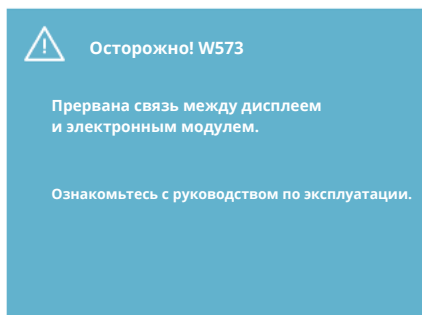 Осторожно! W573
Прервана связь между дисплеем
и электронным модулем.
Ознакомьтесь с руководством по эксплуатации.